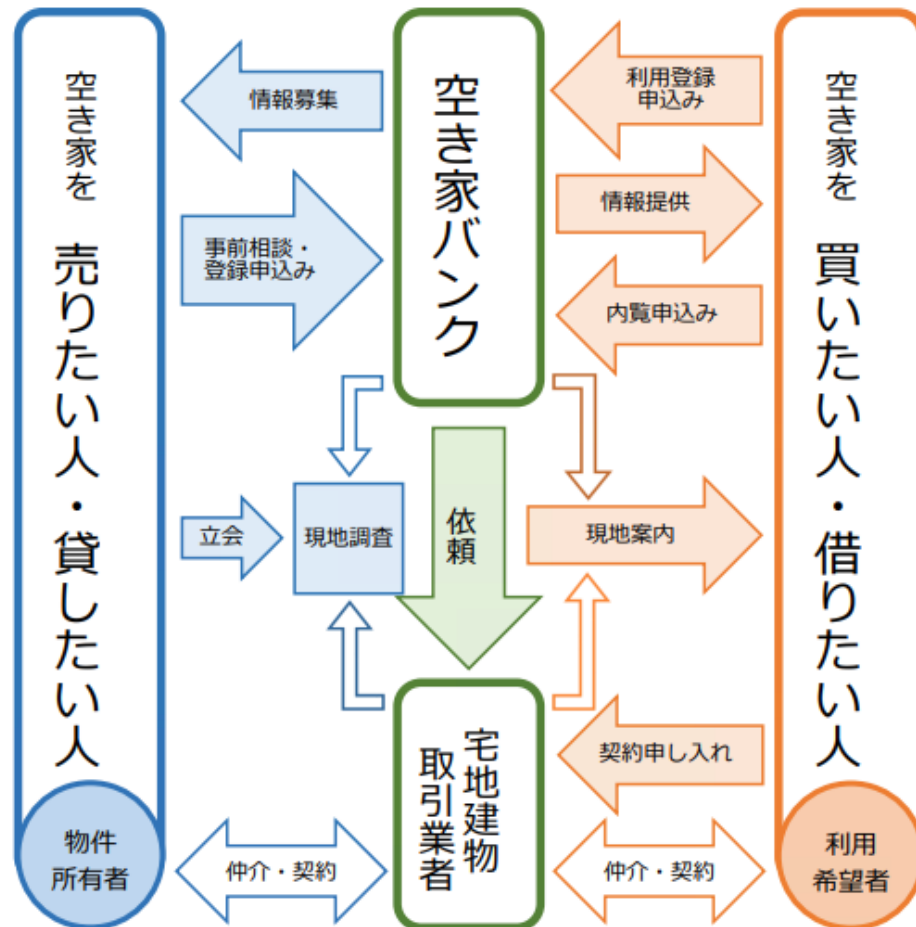 空き家を 売りたい人・貸したい人
物件
所有者
情報募集
事前相談・
登録申込み
立会
現地調査
仲介・契約
空き家バンク
依頼
宅地建物
取引業者
利用登録
申込み
情報提供
内覧申込み
現地案内
契約申し入れ
仲介・契約
空き家を 買いたい人・借りたい人
利用
希望者